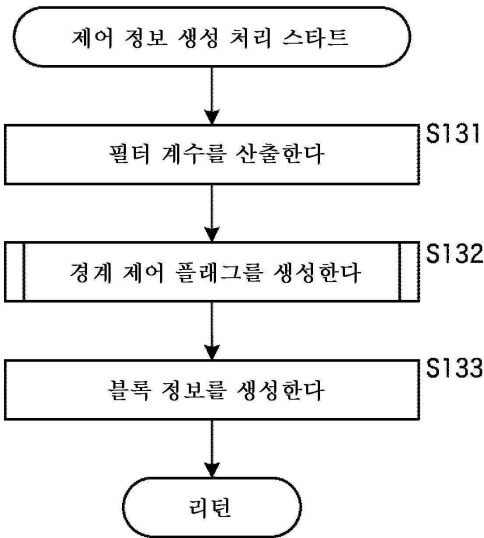 제어 정보 생성 처리 스타트
S131
필터 계수를 산출한다
S132
경계 제어 플래그를 생성한다
S133
블록 정보를 생성한다
리턴